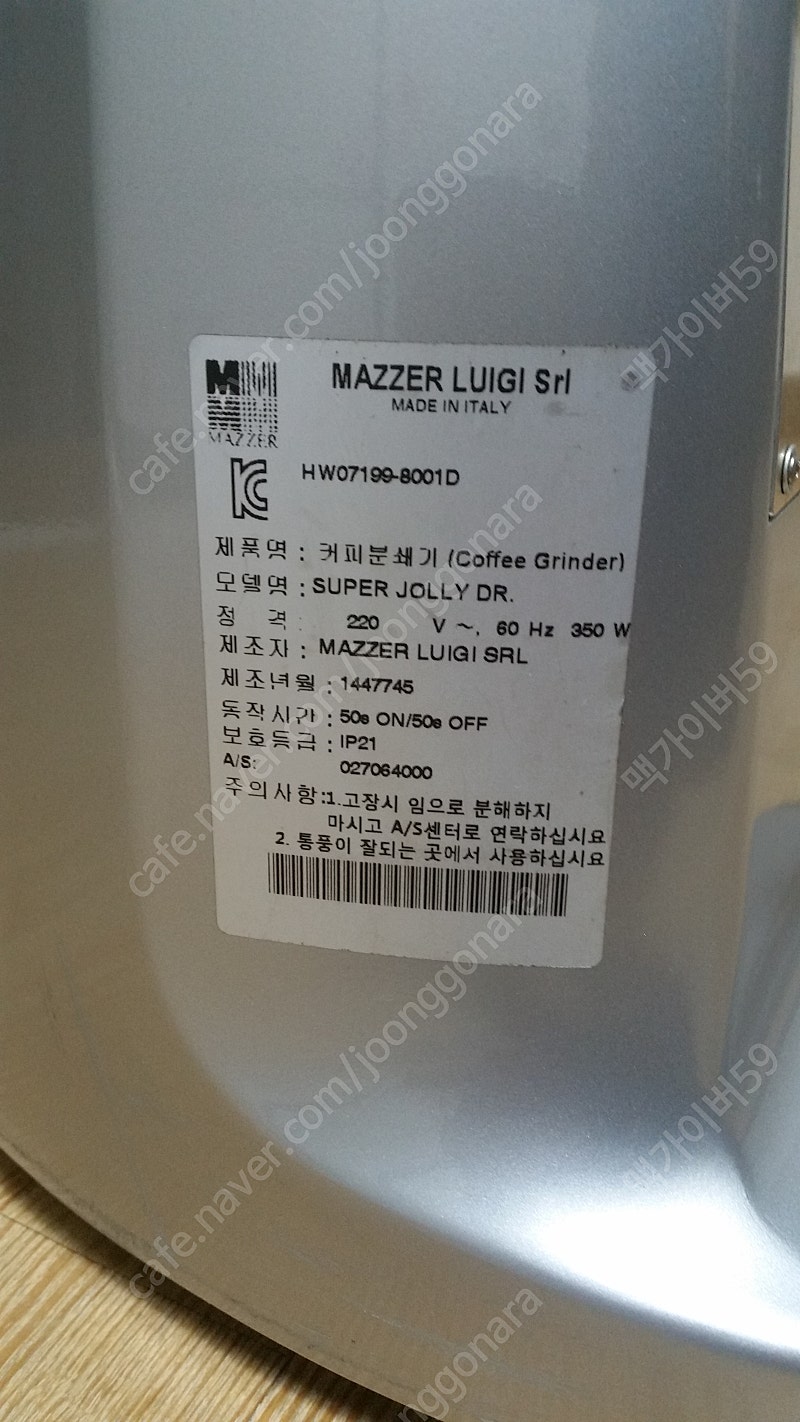 MAZZER
MAZZER LUIGI Srl
MADE IN ITALY
HW07199-8001D
제품명 : 커피분쇄기 (Coffee Grinder)
모델명 : SUPER JOLLY DR.
정 격 : 220 V ~, 60 Hz 350 W
제조자 : MAZZER LUIGI SRL
제조년월 : 1447745
동작시간 : 50s ON/50s OFF
보호등급 : IP21
A/S: 027064000
주의사항:1.고장시 임으로 분해하지
마시고 A/S센터로 연락하십시요
2. 통풍이 잘되는 곳에서 사용하십시요
cafe.naver.com/joonggonara
맥가이버59
cafe.naver.com/joonggonara
맥가이버59
cafe.naver.com/joonggonara
맥가이버59
joonggonara